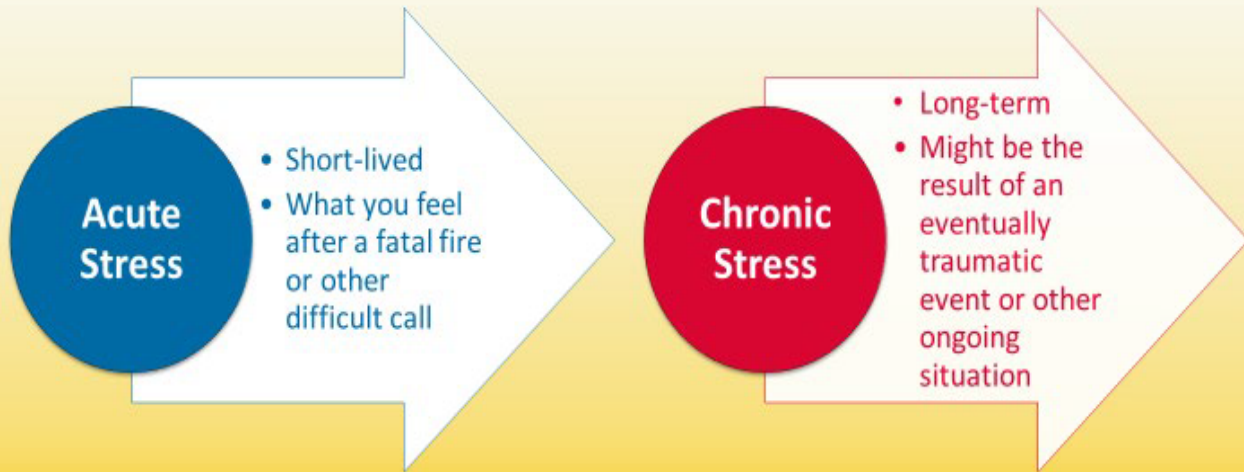 Acute
Stress
• Short-lived
• What you feel
after a fatal fire
or other
difficult call
Chronic
Stress
• Long-term
• Might be the
result of an
eventually
traumatic
event or other
ongoing
situation